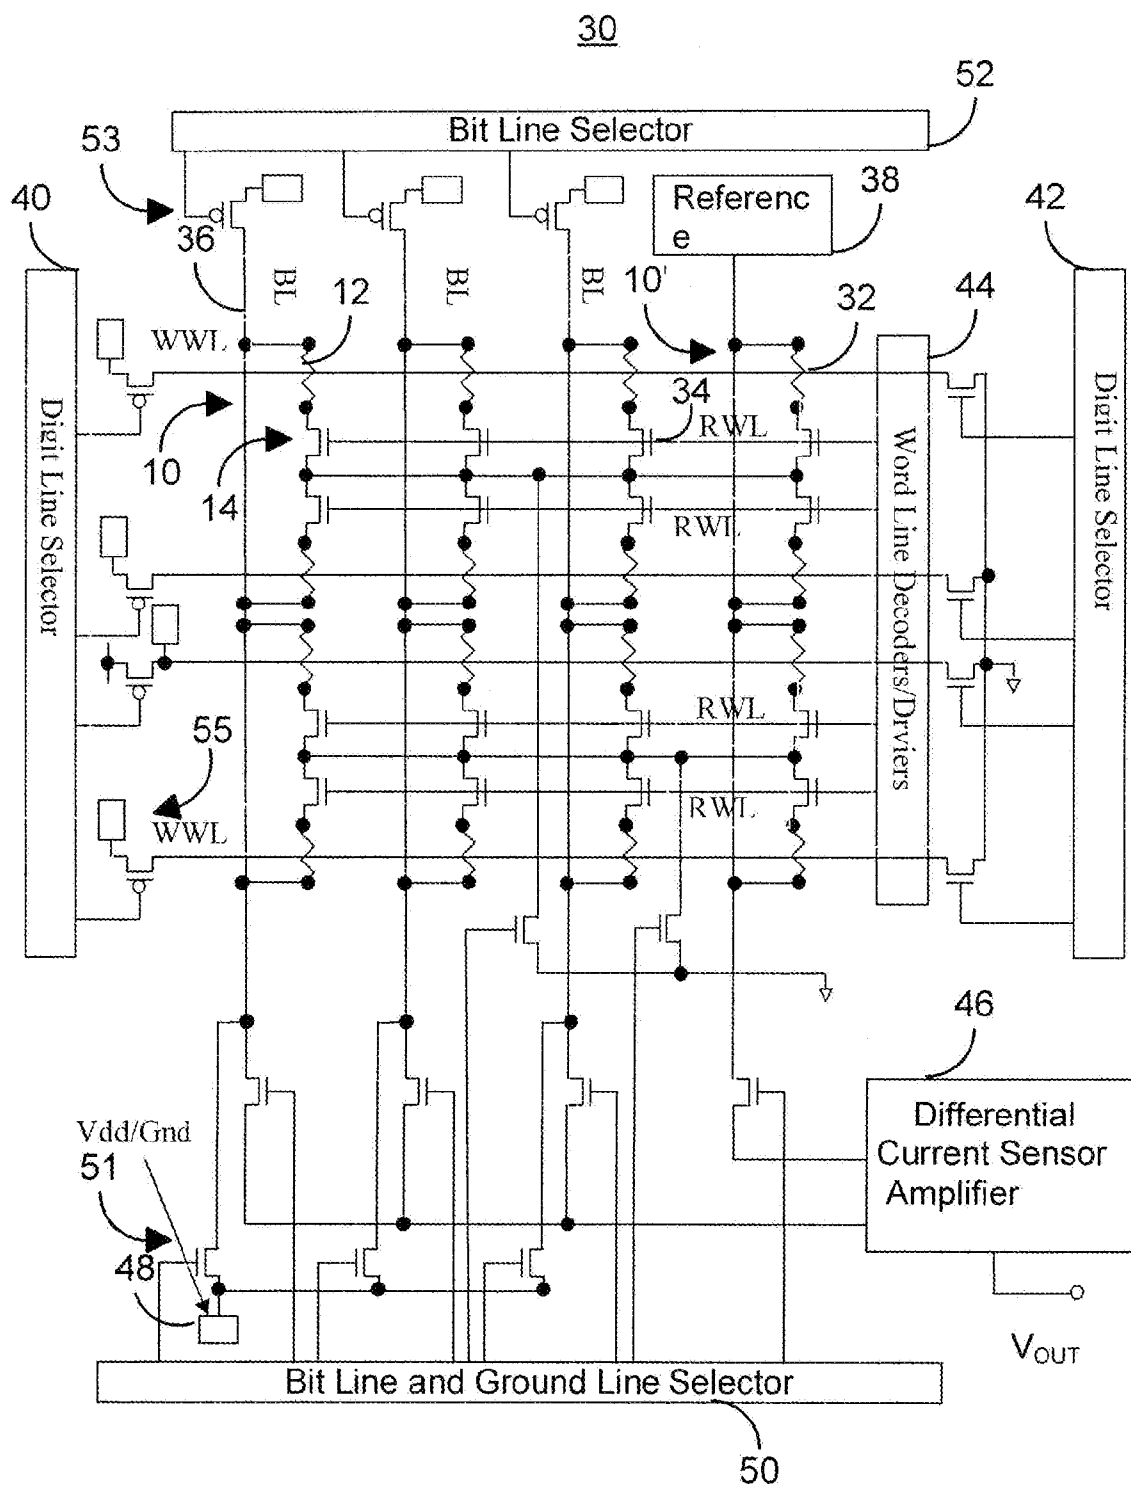 30
52
Bit Line Selector
53
40
38
42
Referenc
e
36
BL
BL
BL
10'
12
32
44
WWL
34
RWL
10
14
RWL
Digit Line Selector
Word Line Decoders/Drviers
Digit Line Selector
RWL
55
WWL
RWL
46
Differential
Current Sensor
Amplifier
Vdd/Gnd
51
48
VOUT
Bit Line and Ground Line Selector
50